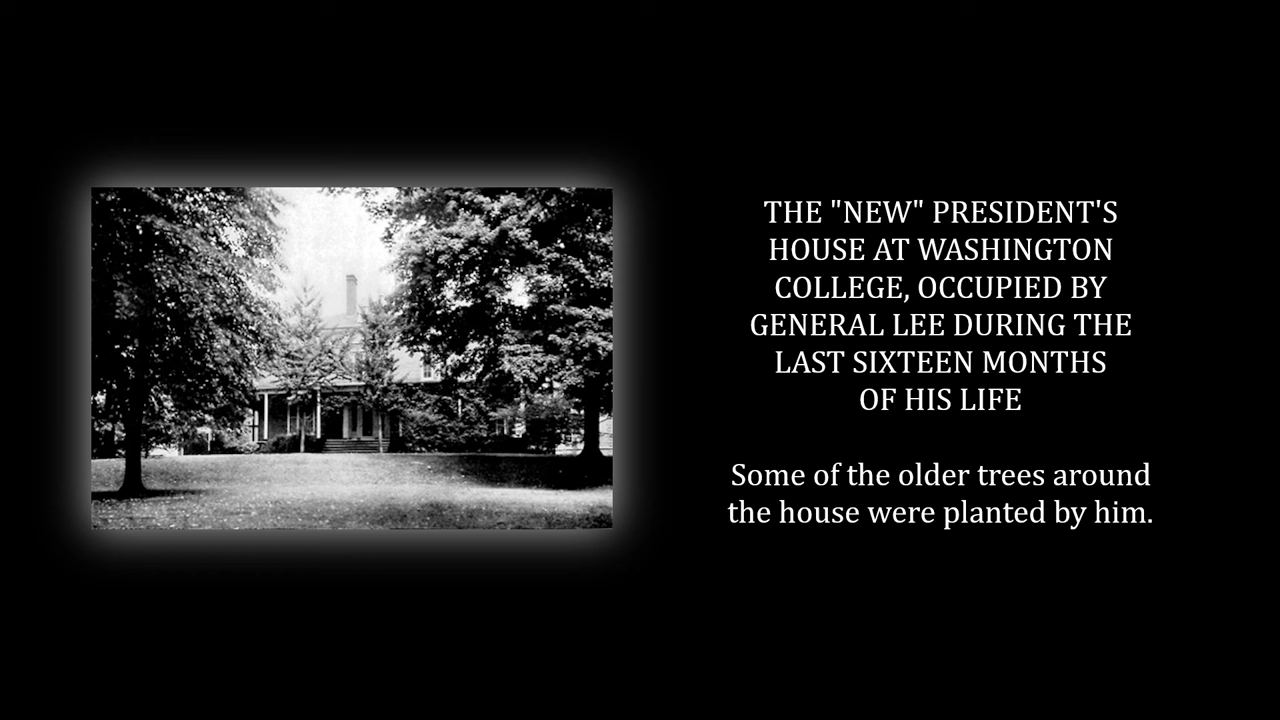 THE "NEW" PRESIDENT'S
HOUSE AT WASHINGTON
COLLEGE, OCCUPIED BY
GENERAL LEE DURING THE
LAST SIXTEEN MONTHS
OF HIS LIFE
Some of the older trees around
the house were planted by him.